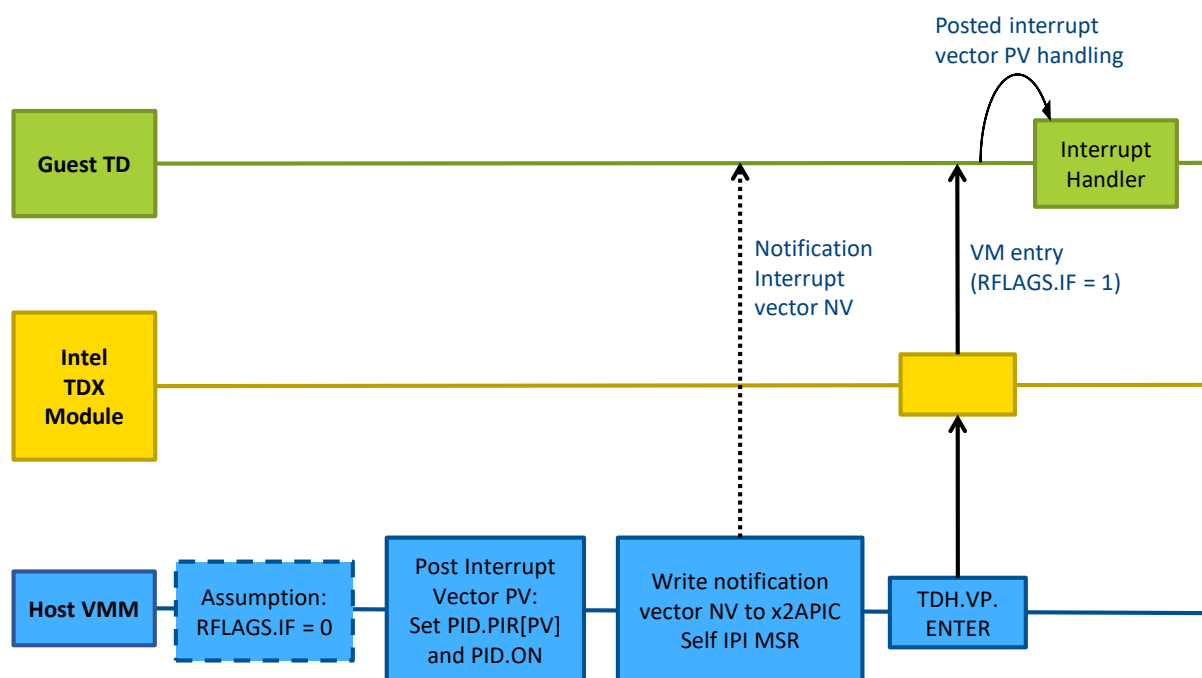 Posted interrupt
vector PV handling
Guest TD
Interrupt
Handler
Notification
Interrupt
vector NV
VM entry
(RFLAGS.IF = 1)
Intel
TDX
Module
Host VMM
Assumption:
RFLAGS.IF = 0
Post Interrupt
Vector PV:
Set PID.PIR[PV]
and PID.ON
Write notification
vector NV to x2APIC
Self IPI MSR
TDH.VP.
ENTER